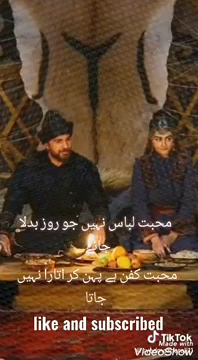 محبت لباس نہیں جو روز بدلا
جائے
محبت کفن ہے پہن کر اتارا نہیں
جاتا
like and subscribed
TikTok
Made with
VideoShow